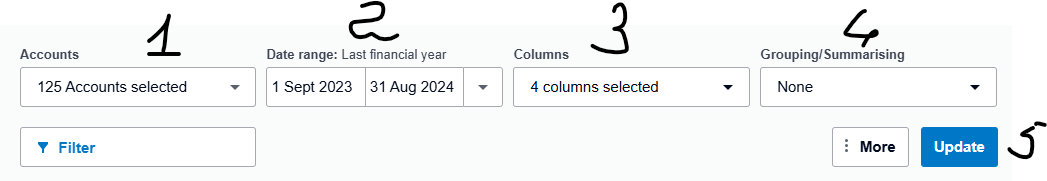 1 2 3 4
Accounts Date range: Last financial year Columns Grouping/Summarising
125 Accounts selected 1 Sept 2023 31 Aug 2024 4 columns selected None
Filter More Update 5